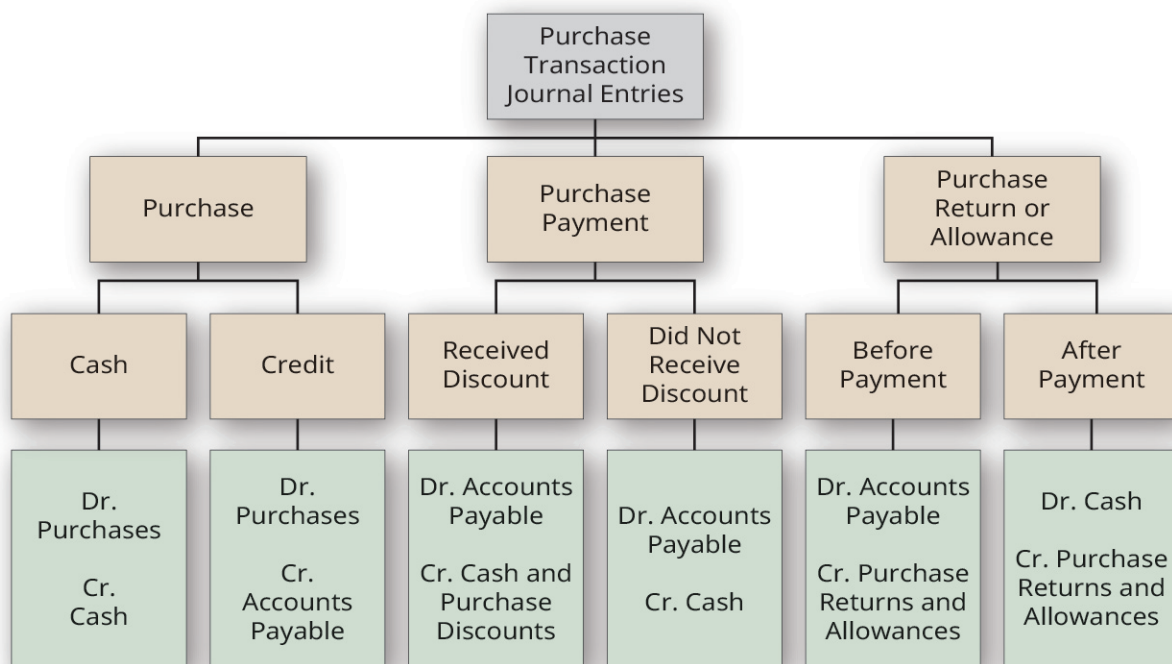 Purchase
Transaction
Journal Entries
Purchase
Purchase
Payment
Purchase
Return or
Allowance
Cash
Credit
Received
Discount
Did Not
Receive
Discount
Before
Payment
After
Payment
Dr.
Purchases
Cr.
Cash
Dr.
Purchases
Cr.
Accounts
Payable
Dr. Accounts
Payable
Cr. Cash and
Purchase
Discounts
Dr. Accounts
Payable
Cr. Cash
Dr. Accounts
Payable
Cr. Purchase
Returns and
Allowances
Dr. Cash
Cr. Purchase
Returns and
Allowances